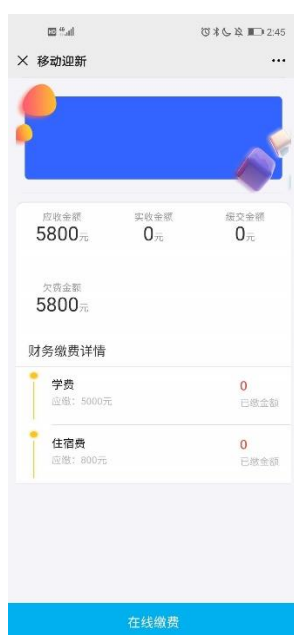 2:45
移动迎新
应收金额 实收金额 缓交金额
5800元 0元 0元
欠费金额
5800元
财务缴费详情
学费 0
应缴：5000元 已缴金额
住宿费 0
应缴：800元 已缴金额
在线缴费